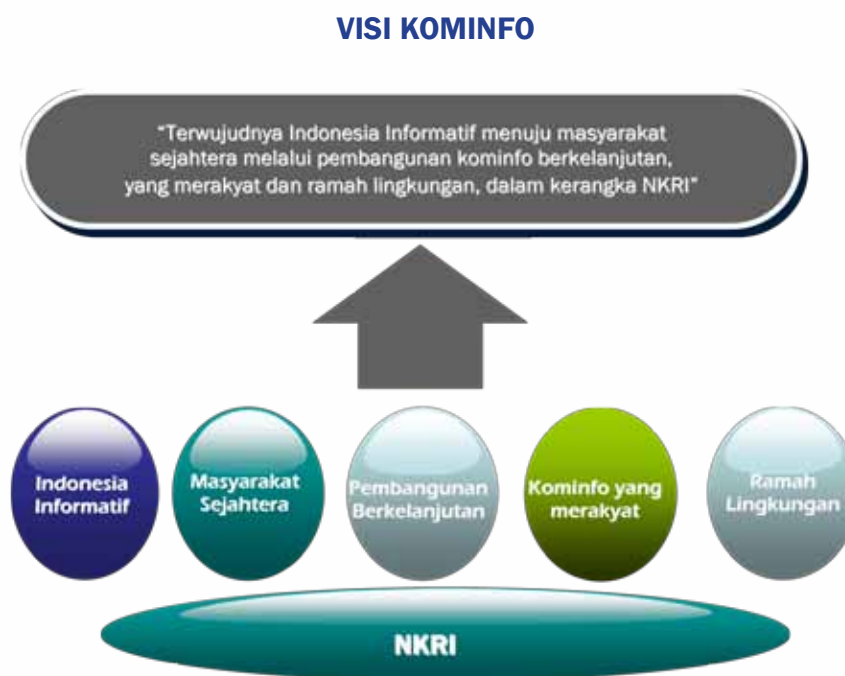 VISI KOMINFO
“Terwujudnya Indonesia Informatif menuju masyarakat
sejahtera melalui pembangunan kominfo berkelanjutan,
yang merakyat dan ramah lingkungan, dalam kerangka NKRI”
Indonesia
Informatif
Masyarakat
Sejahtera
Pembangunan
Berkelanjutan
Kominfo yang
merakyat
Ramah
Lingkungan
NKRI